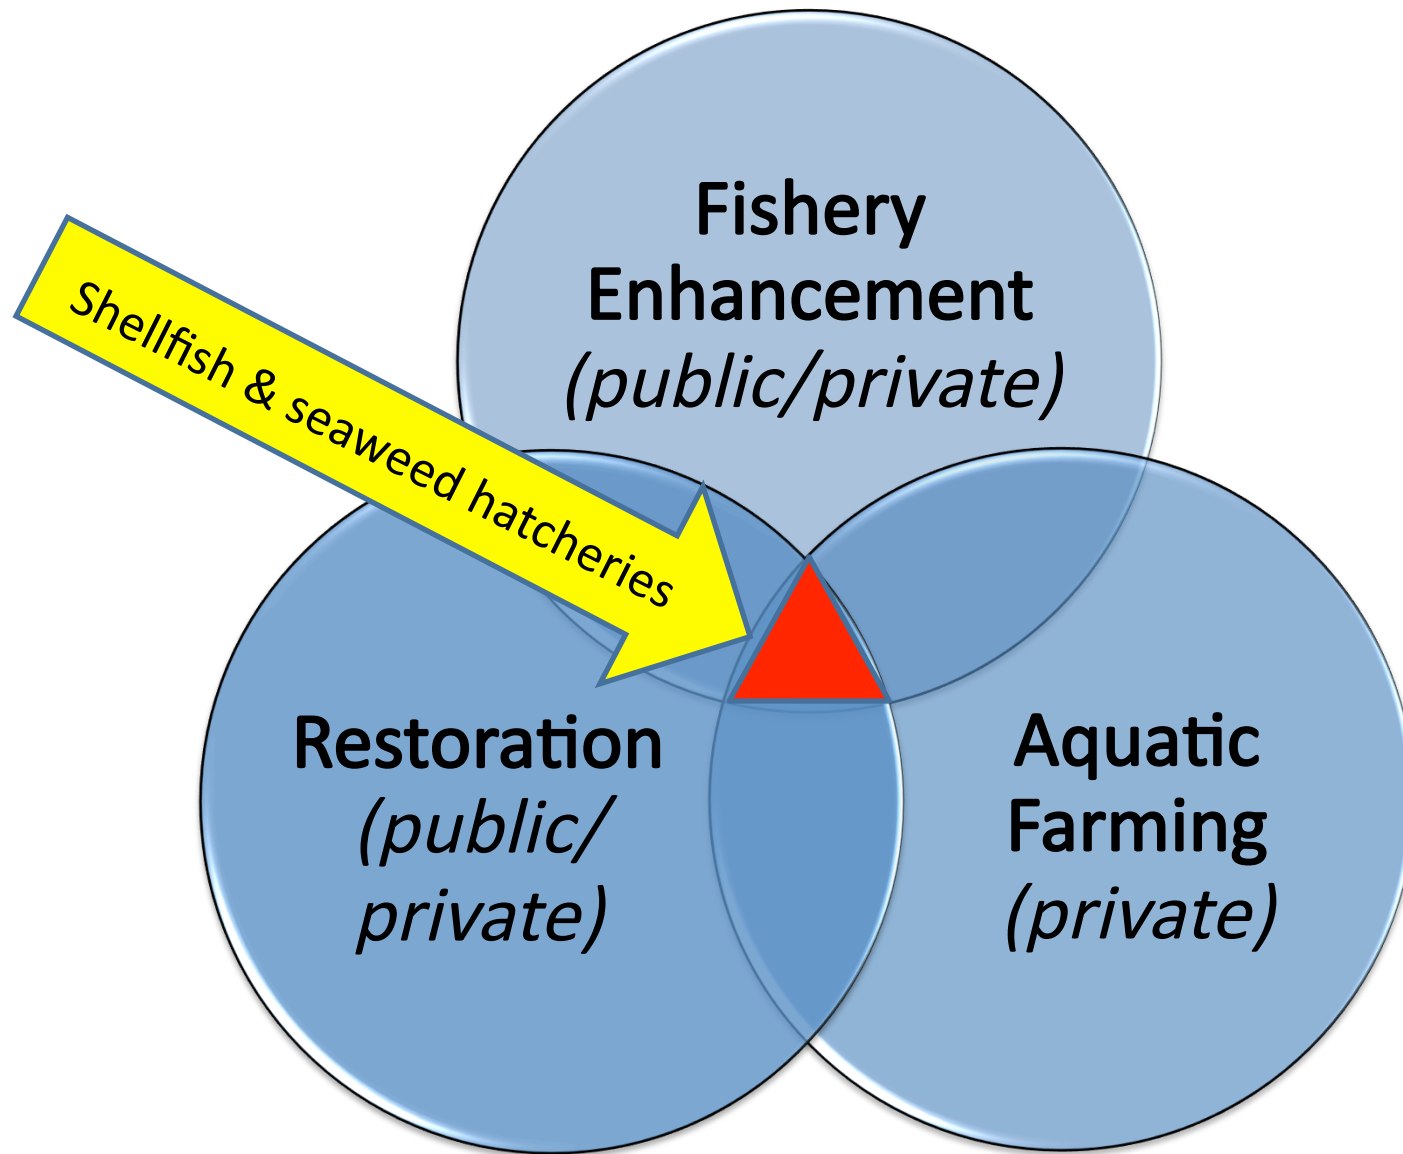 Fishery
Enhancement
(public/private)
Shellfish & seaweed hatcheries
Restoration
(public/
private)
Aquatic
Farming
(private)